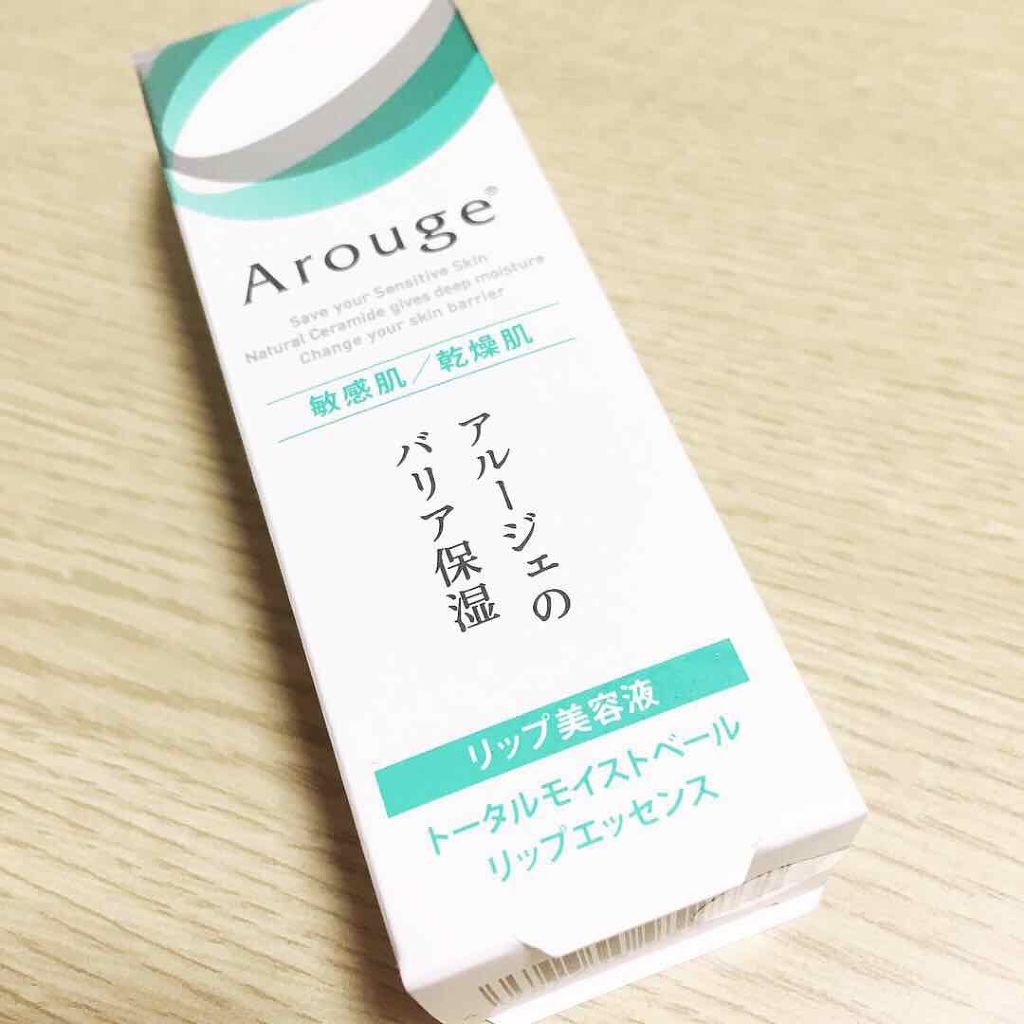 Arouge®
Save your Sensitive Skin
Natural Ceramide gives deep moisture
Change your skin barrier
敏感肌／乾燥肌
アルージェの
バリア保湿
リップ美容液
トータルモイストベール
リップエッセンス